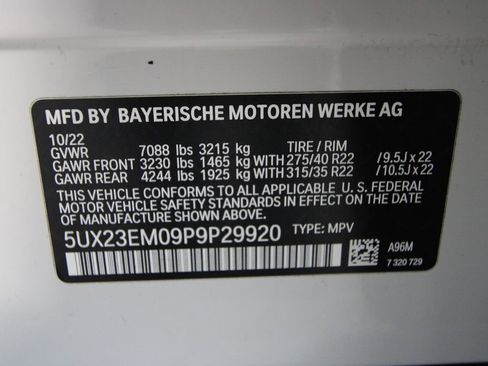 MFD BY BAYERISCHE MOTOREN WERKE AG
10/22
GVWR 7088 lbs 3215 kg TIRE / RIM
GAWR FRONT 3230 lbs 1465 kg WITH 275/40 R22 / 9.5J x 22
GAWR REAR 4244 lbs 1925 kg WITH 315/35 R22 / 10.5J x 22
THIS VEHICLE CONFORMS TO ALL APPLICABLE U. S. FEDERAL
MOTOR VEHICLE SAFETY STANDARDS IN EFFECT ON THE
DATE OF MANUFACTURE SHOWN ABOVE.
5UX23EM09P9P29920 TYPE: MPV
A96M
7 320 729